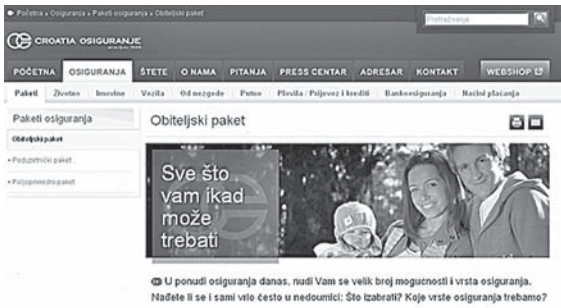 Početna » Osiguranja » Paketi osiguranja » Obiteljski paket
Pretraživanje
CROATIA OSIGURANJE
POČETNA OSIGURANJA ŠTETE O NAMA PITANJA PRESS CENTAR ADRESAR KONTAKT WEBSHOP
Paketi Životno Imovine Vozila Od nezgode Putno Plovila / Prijevoz i krediti Bankoosiguranja Načini plaćanja
Paketi osiguranja
Obiteljski paket
Poduzetnički paket
Poljoprivredni paket
Obiteljski paket
Sve što
vam ikad
može
trebati
U ponudi osiguranja danas, nudi Vam se velik broj mogucnosti i vrsta osiguranja.
Nađete li se i sami vrlo često u nedoumici: Što izabrati? Koje vrste osiguranja trebamo?